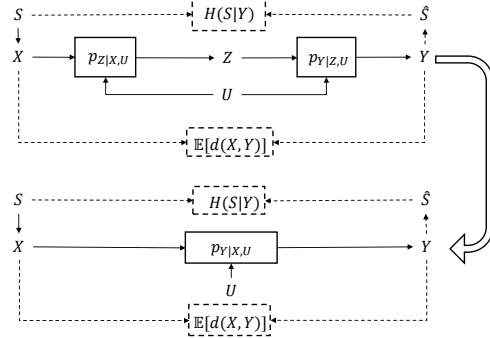 S H(S|Y) Ŝ
X p_{Z|X,U} Z p_{Y|Z,U} Y
U
𝔼[d(X,Y)]
S H(S|Y) Ŝ
X p_{Y|X,U} Y
U
𝔼[d(X,Y)]